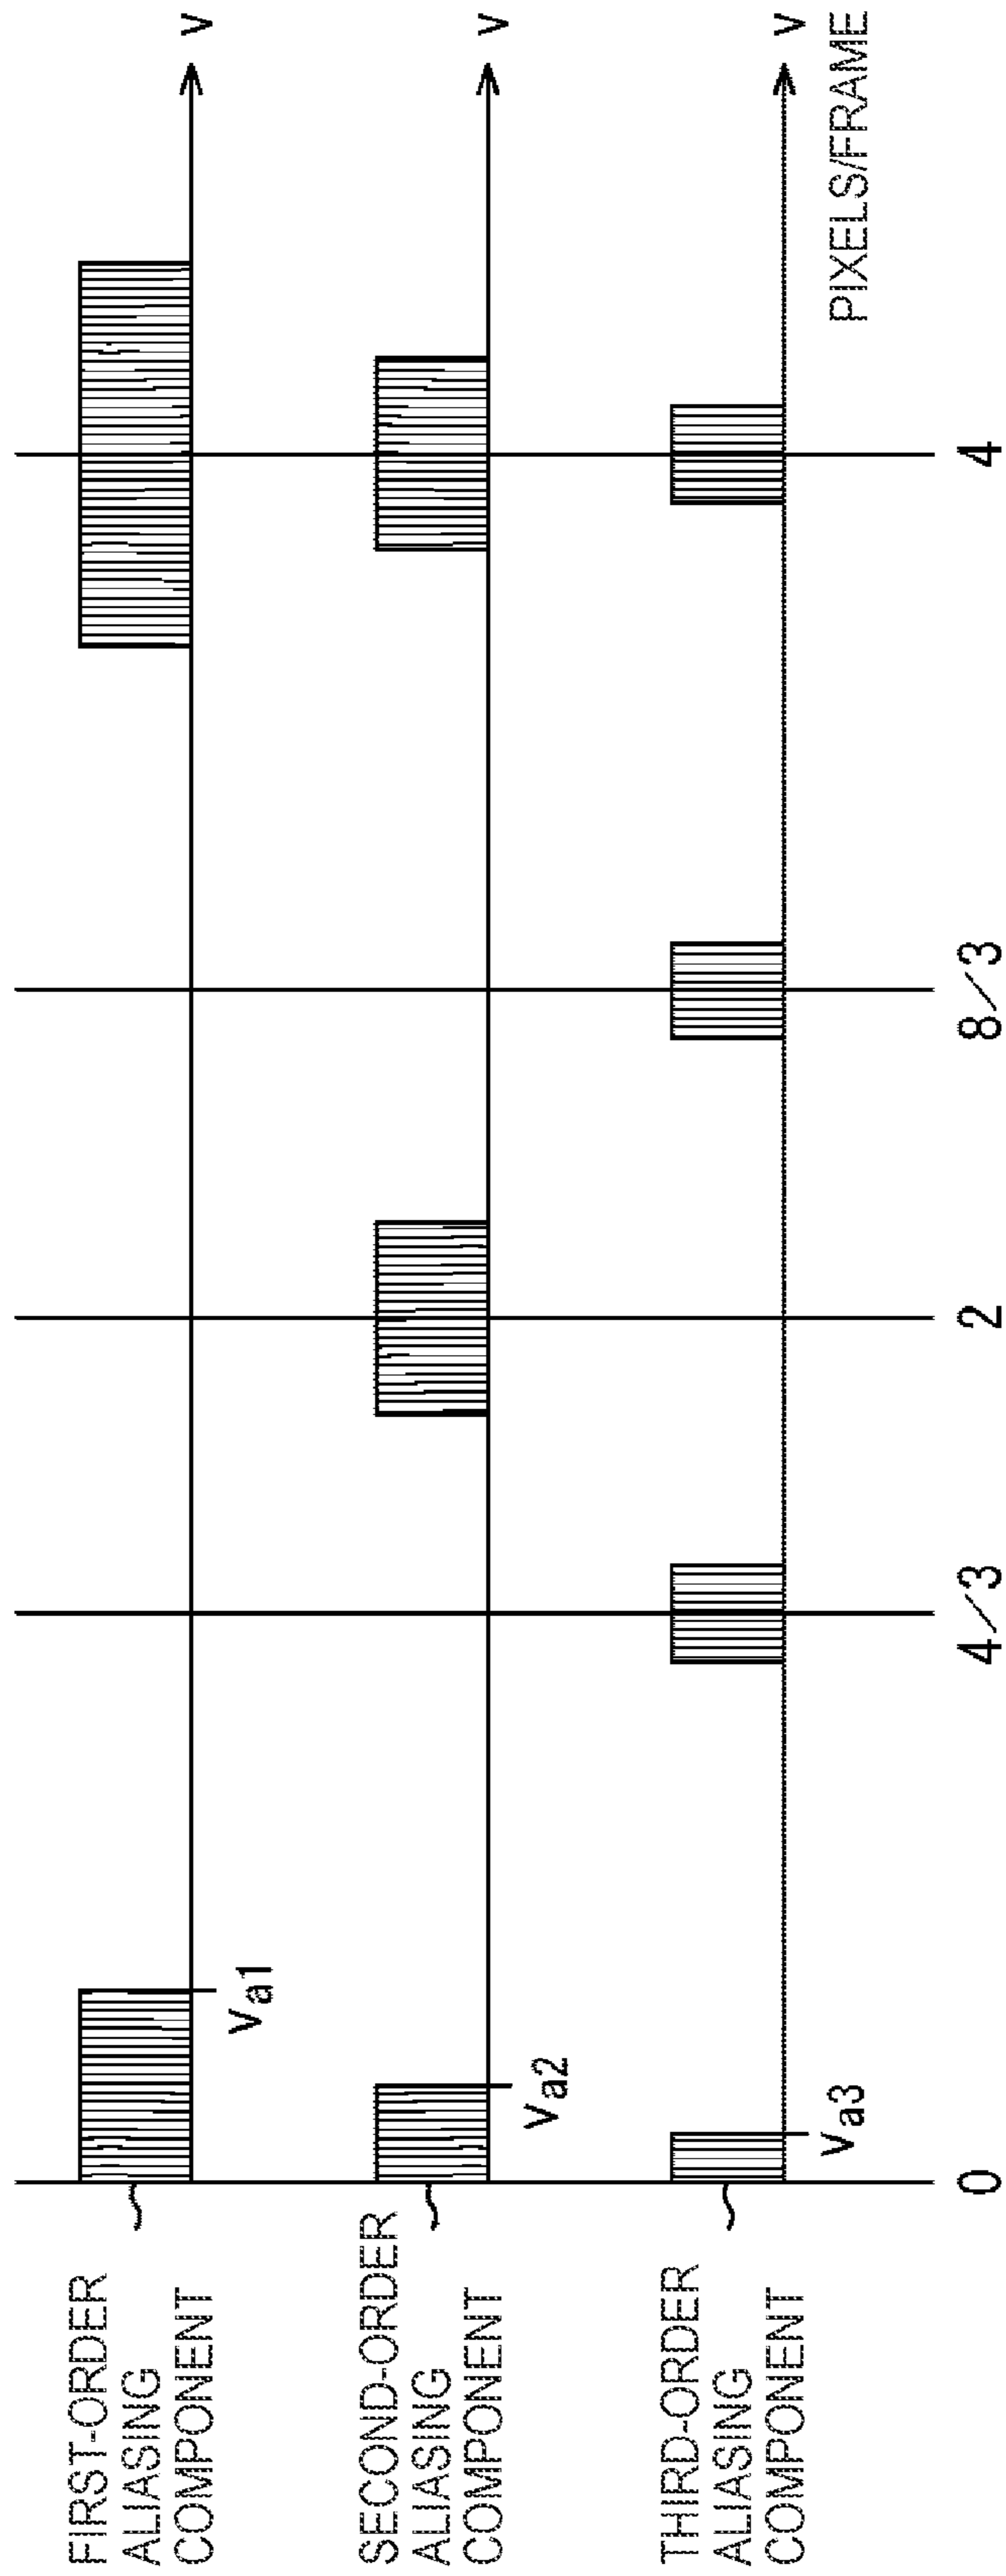 FIRST-ORDER
ALIASING
COMPONENT
v
va1
SECOND-ORDER
ALIASING
COMPONENT
v
va2
THIRD-ORDER
ALIASING
COMPONENT
v
va3
PIXELS/FRAME
0
4/3
2
8/3
4